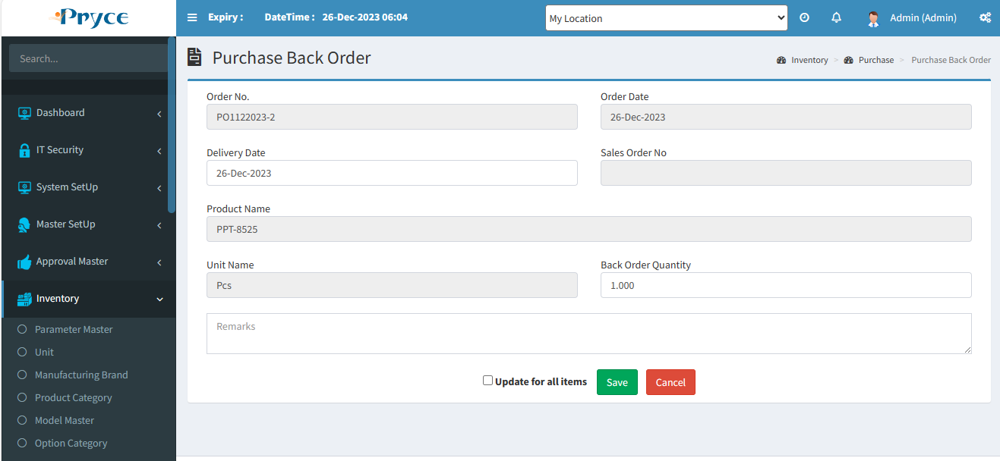 Pryce
Expiry : DateTime : 26-Dec-2023 06:04
My Location
Admin (Admin)
Search...
Dashboard
IT Security
System SetUp
Master SetUp
Approval Master
Inventory
Parameter Master
Unit
Manufacturing Brand
Product Category
Model Master
Option Category
Purchase Back Order
Inventory > Purchase > Purchase Back Order
Order No.
PO1122023-2
Order Date
26-Dec-2023
Delivery Date
26-Dec-2023
Sales Order No
Product Name
PPT-8525
Unit Name
Pcs
Back Order Quantity
1.000
Remarks
Update for all items
Save
Cancel